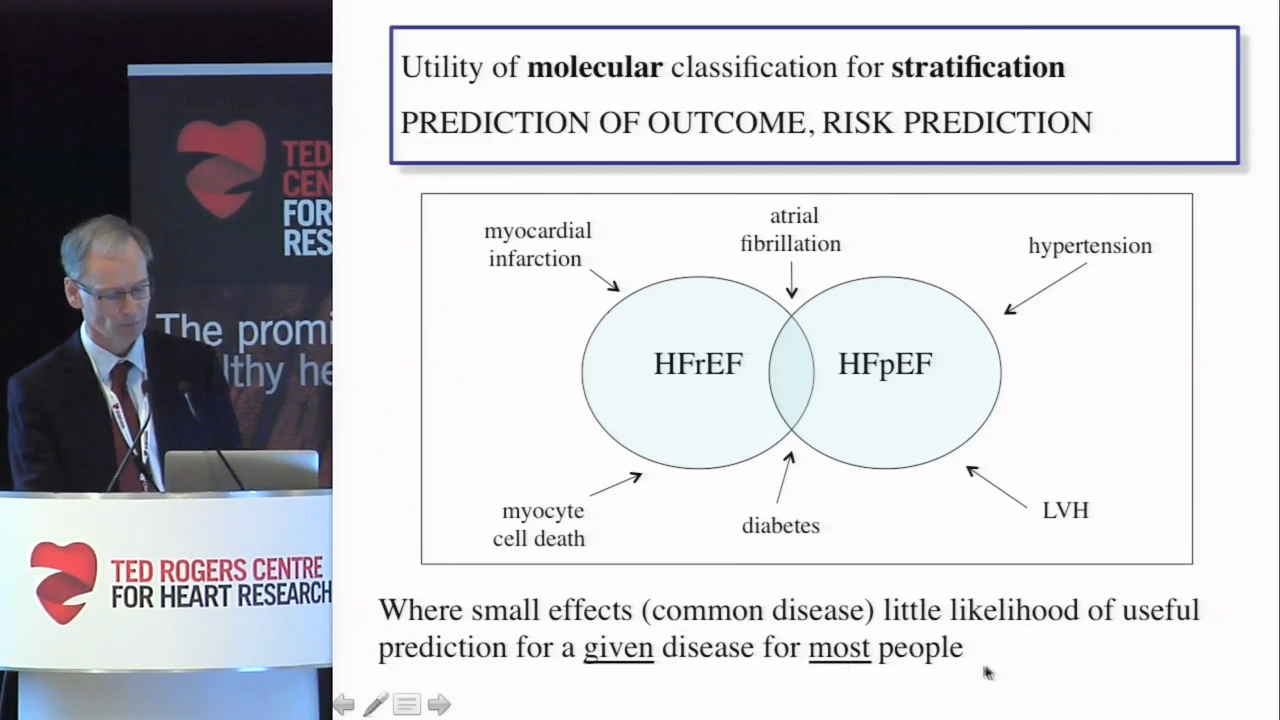 Utility of molecular classification for stratification
PREDICTION OF OUTCOME, RISK PREDICTION
myocardial
infarction
atrial
fibrillation
hypertension
HFrEF
HFpEF
myocyte
cell death
diabetes
LVH
Where small effects (common disease) little likelihood of useful
prediction for a given disease for most people
TED
CEN
FOR
RES
The promi
lthy he
TED ROGERS CENTRE
FOR HEART RESEARCH